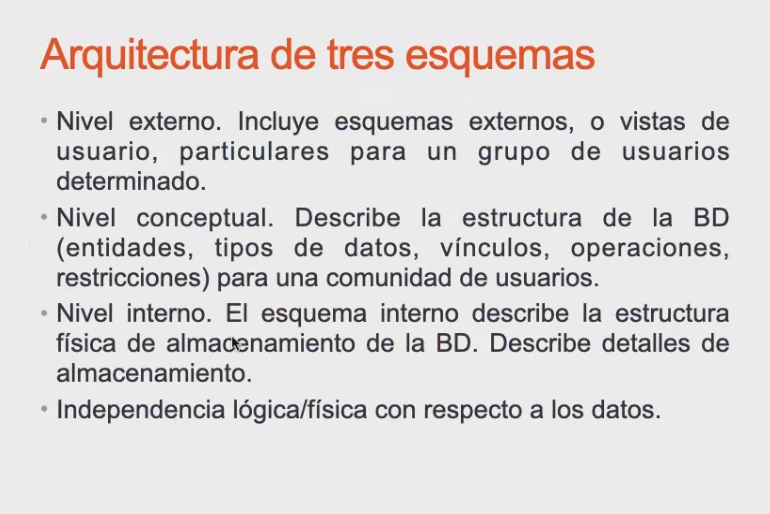 Arquitectura de tres esquemas
• Nivel externo. Incluye esquemas externos, o vistas de
usuario, particulares para un grupo de usuarios
determinado.
• Nivel conceptual. Describe la estructura de la BD
(entidades, tipos de datos, vínculos, operaciones,
restricciones) para una comunidad de usuarios.
• Nivel interno. El esquema interno describe la estructura
física de almacenamiento de la BD. Describe detalles de
almacenamiento.
• Independencia lógica/física con respecto a los datos.